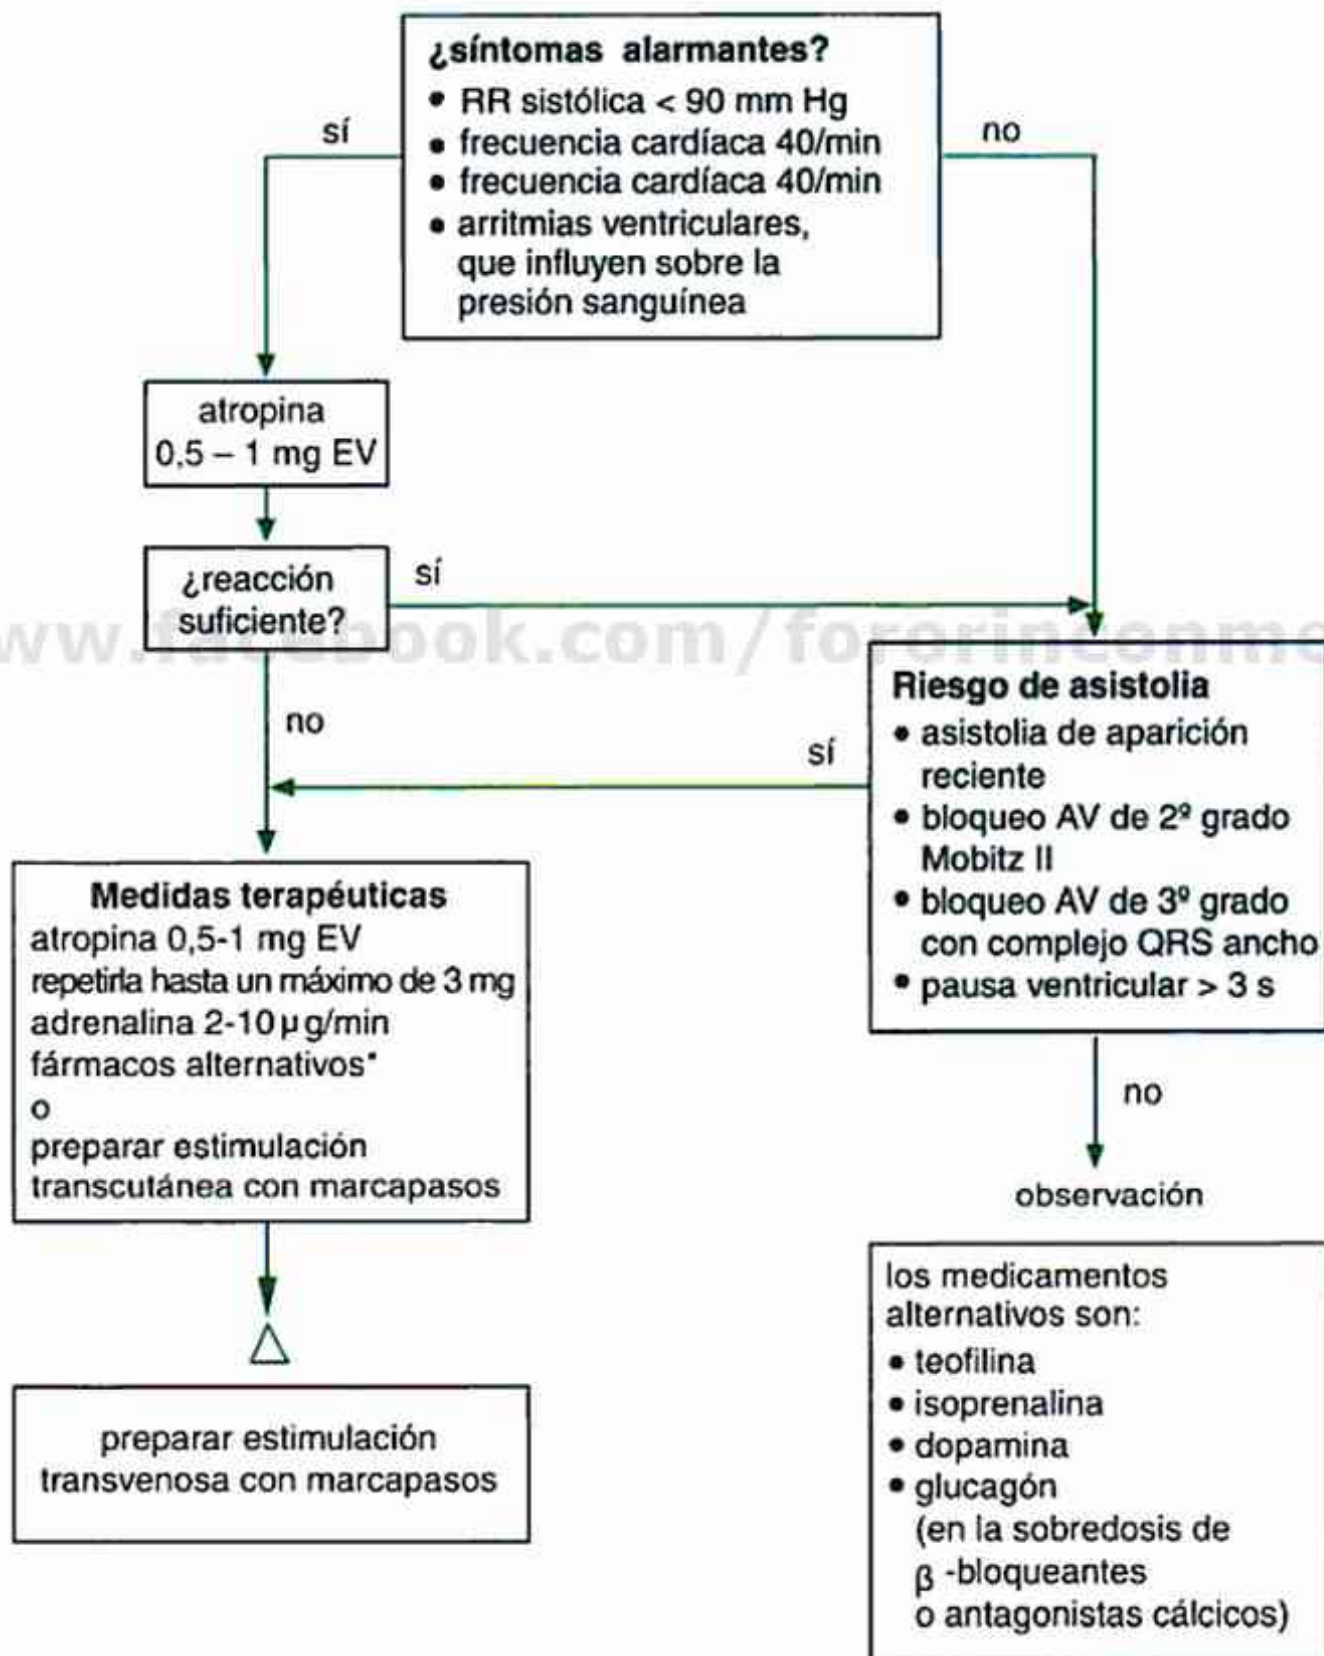 ¿síntomas alarmantes?
• RR sistólica < 90 mm Hg
• frecuencia cardíaca 40/min
• frecuencia cardíaca 40/min
• arritmias ventriculares,
que influyen sobre la
presión sanguínea
sí
no
atropina
0,5 – 1 mg EV
¿reacción
suficiente?
sí
no
ww.facebook.com/fororinconme
Riesgo de asistolia
• asistolia de aparición
reciente
• bloqueo AV de 2º grado
Mobitz II
• bloqueo AV de 3º grado
con complejo QRS ancho
• pausa ventricular > 3 s
sí
no
observación
Medidas terapéuticas
atropina 0,5-1 mg EV
repetirla hasta un máximo de 3 mg
adrenalina 2-10 µg/min
fármacos alternativos*
o
preparar estimulación
transcutánea con marcapasos
preparar estimulación
transvenosa con marcapasos
los medicamentos
alternativos son:
• teofilina
• isoprenalina
• dopamina
• glucagón
(en la sobredosis de
β -bloqueantes
o antagonistas cálcicos)